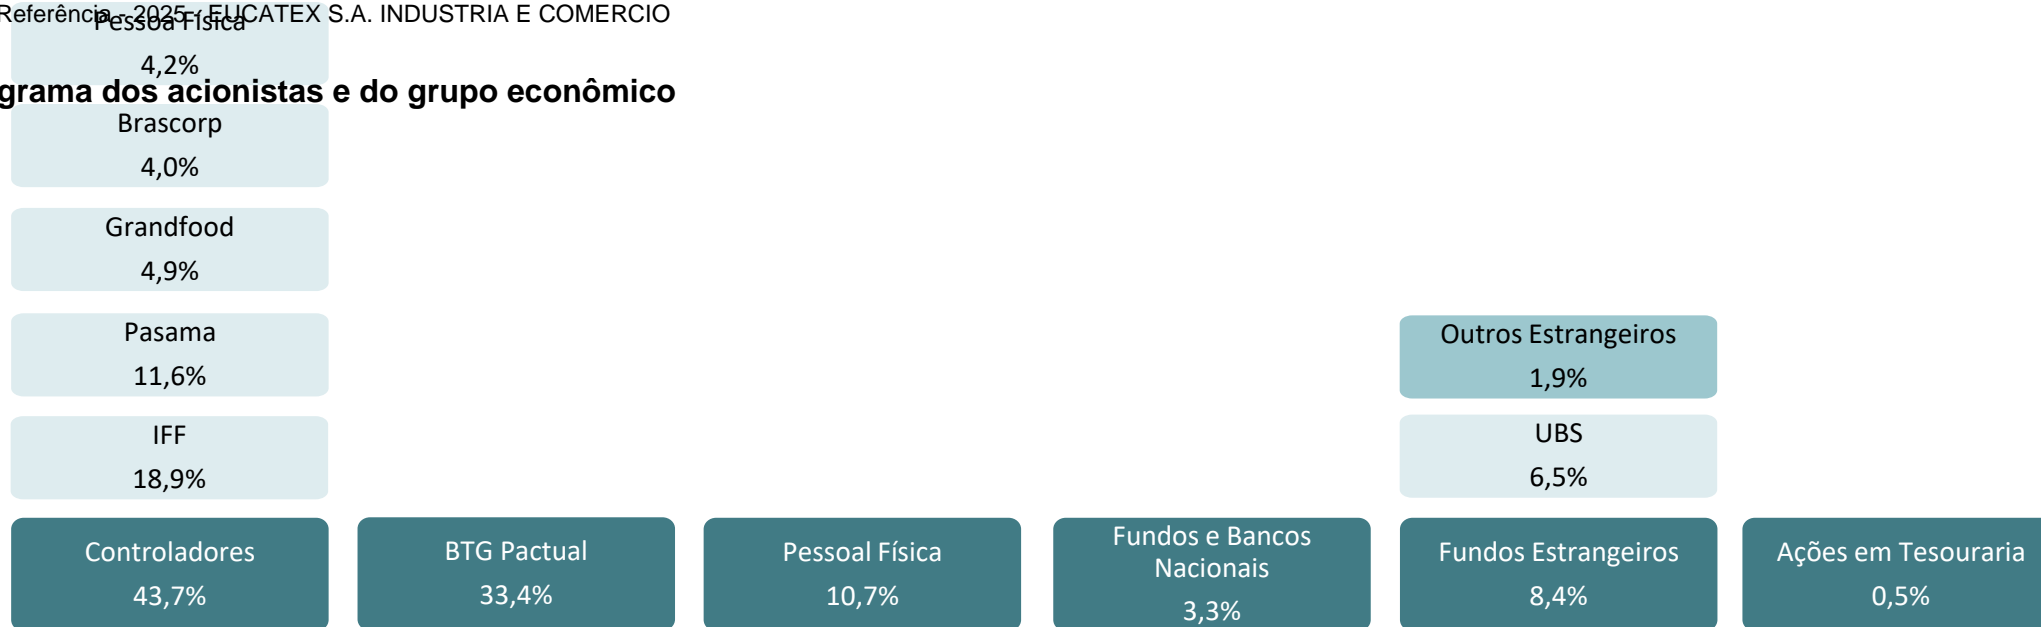 Referência - 2025 - EUCATEX S.A. INDUSTRIA E COMERCIO
Pessoa Física
4,2%
grama dos acionistas e do grupo econômico
Brascorp
4,0%
Grandfood
4,9%
Pasama
11,6%
Outros Estrangeiros
1,9%
IFF
18,9%
UBS
6,5%
Controladores
43,7%
BTG Pactual
33,4%
Pessoal Física
10,7%
Fundos e Bancos
Nacionais
3,3%
Fundos Estrangeiros
8,4%
Ações em Tesouraria
0,5%